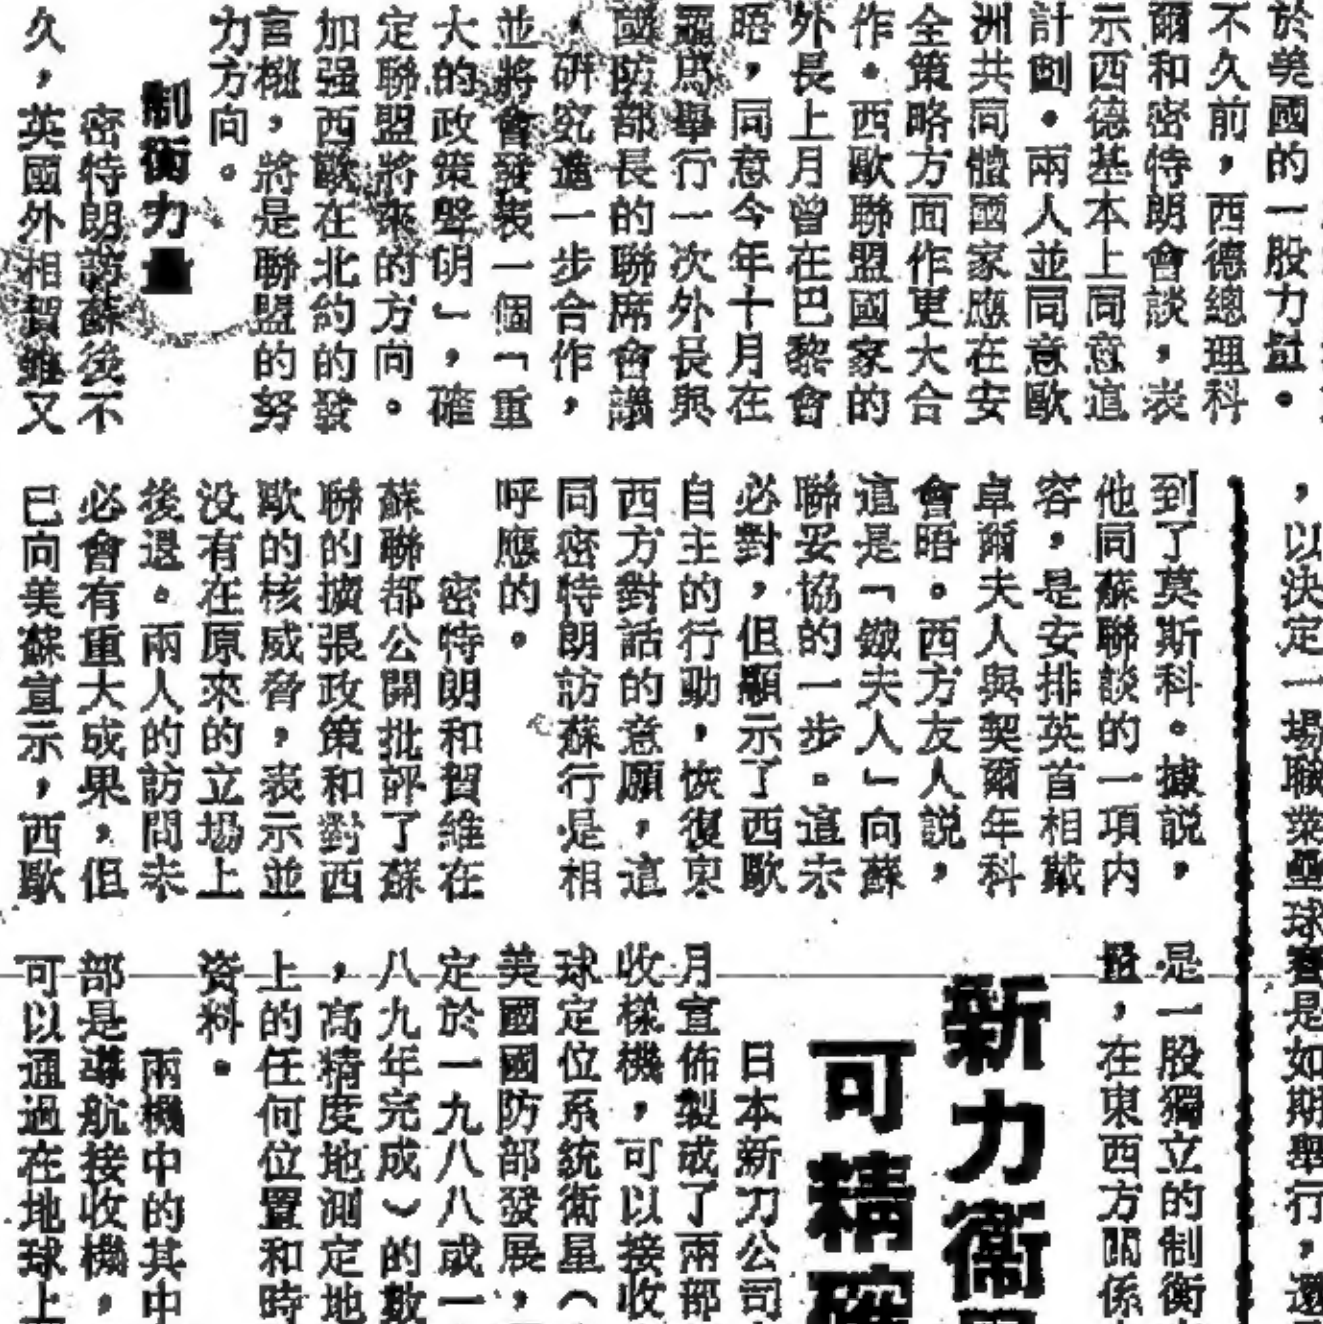 於美國的一股力量。
不久前,西德總理科
爾和密特朗會談,表
示西德基本上同意這
計劃。兩人並同意歐
洲共同體國家應在安
全策略方面作更大合
作。西歐聯盟國家的
外長上月曾在巴黎會
晤,同意今年十月在
羅馬舉行一次外長與
國防部長的聯席會議
,研究進一步合作,
並將會發表一個「重
大的政策聲明」,確
定聯盟將來的方向。
加强西歐在北約的發
言權,將是聯盟的努
力方向。
制衡力量
密特朗訪蘇後不
久,英國外相賀維又
到了莫斯科。據説,
他同蘇聯談的一項内
容,是安排英首相戴
卓爾夫人與契爾年科
會晤。西方友人説,
這是「鐵夫人」向蘇
聯妥協的一步。這未
必對,但顯示了西歐
自主的行動,恢復東
西方對話的意願,這
同密特朗訪蘇行是相
呼應的。
密特朗和賀維在
蘇聯都公開批評了蘇
聯的擴張政策和對西
歐的核威脅,表示並
没有在原來的立場上
後退。兩人的訪問未
必會有重大成果,但
已向美蘇宣示,西歐
是一股獨立的制衡
量,在東西方關係
,以決定一場職業壘球賽是如期舉行,還
新力衞
可精確
日本新力公司
月宣佈製成了兩部
收樣機,可以接收
球定位系統衞星(
美國國防部發展,
定於一九八八或一
八九年完成)的數
,高精度地測定地
上的任何位置和時
資料。
兩機中的其中
部是導航接收機,
可以通過在地球上